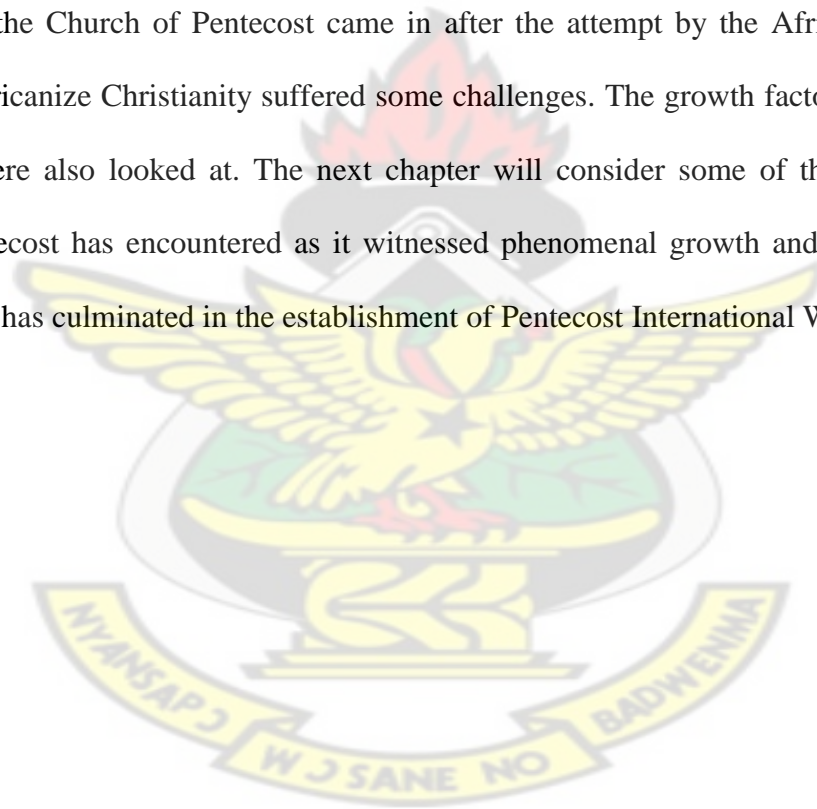 the Church of Pentecost came in after the attempt by the Afri
ricanize Christianity suffered some challenges. The growth facto
ere also looked at. The next chapter will consider some of th
ecost has encountered as it witnessed phenomenal growth and
has culminated in the establishment of Pentecost International W
NYANSAPƆ
WƆ SANE NO
BADWENMA